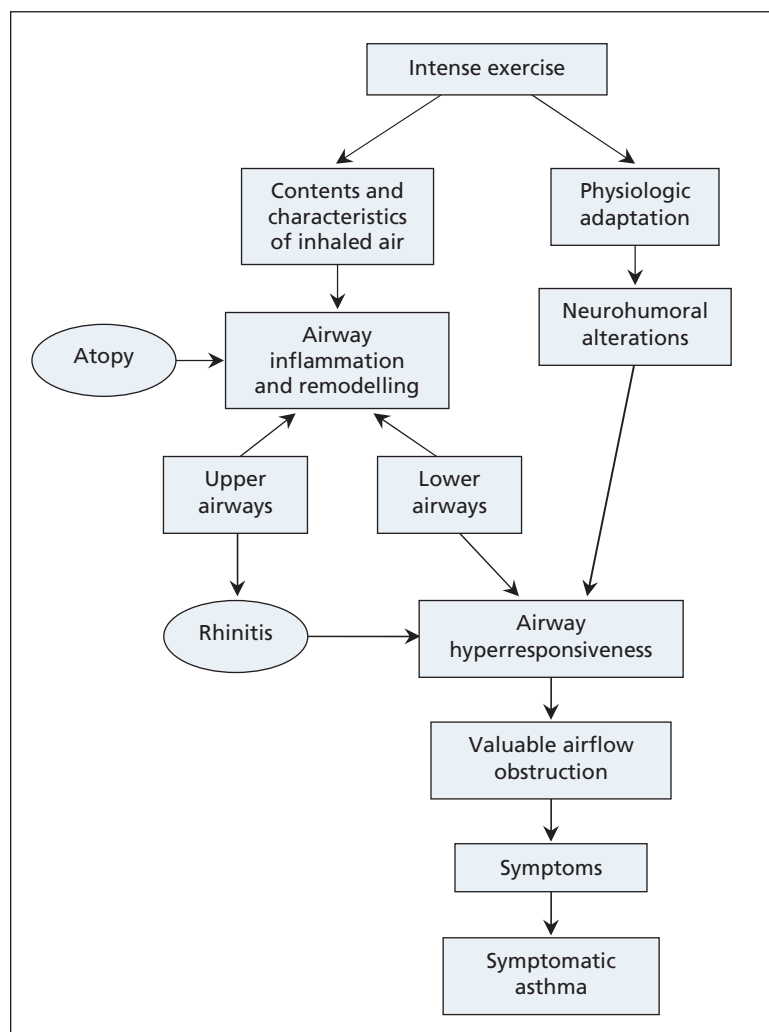 Intense exercise
Contents and
characteristics
of inhaled air
Physiologic
adaptation
Neurohumoral
alterations
Airway
inflammation
and remodelling
Atopy
Upper
airways
Lower
airways
Rhinitis
Airway
hyperresponsiveness
Valuable airflow
obstruction
Symptoms
Symptomatic
asthma